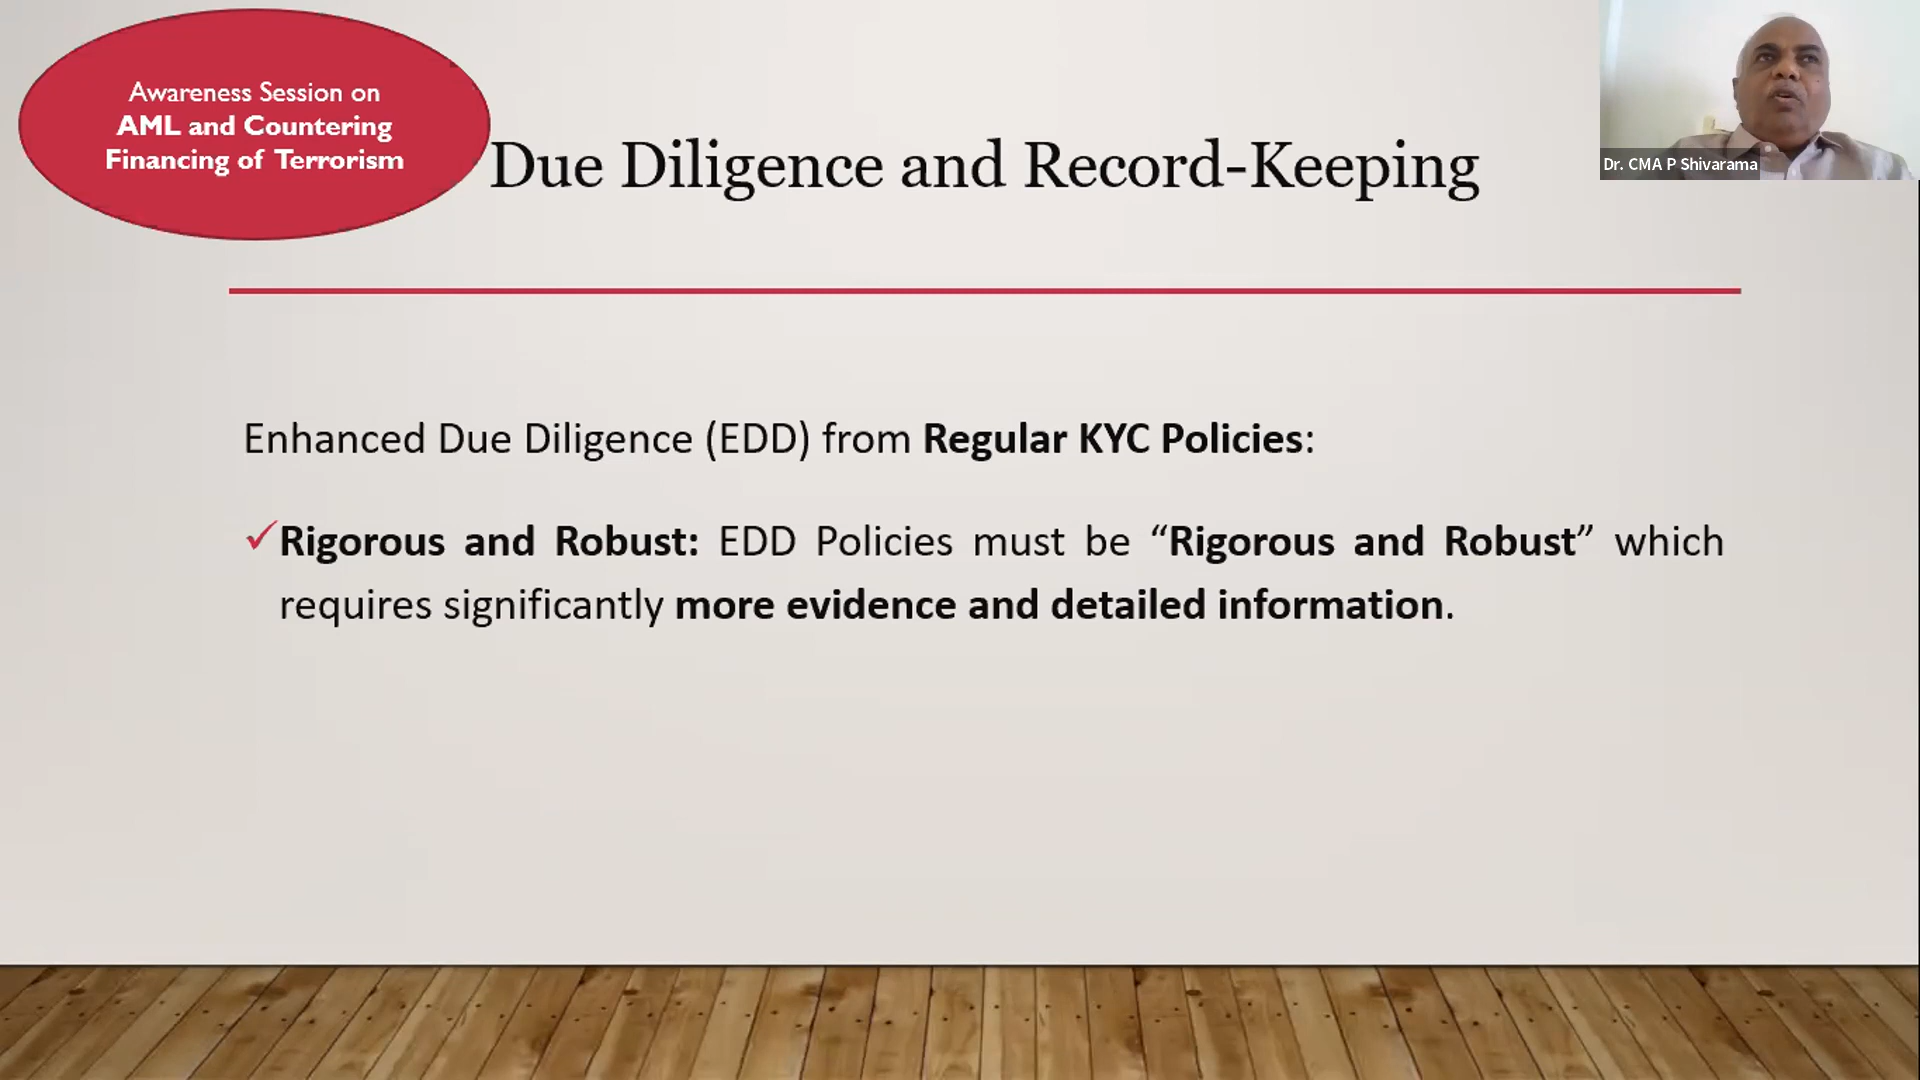 Awareness Session on
AML and Countering
Financing of Terrorism
Due Diligence and Record-Keeping
Dr. CMA P Shivarama
Enhanced Due Diligence (EDD) from Regular KYC Policies:
✓Rigorous and Robust: EDD Policies must be “Rigorous and Robust” which
requires significantly more evidence and detailed information.